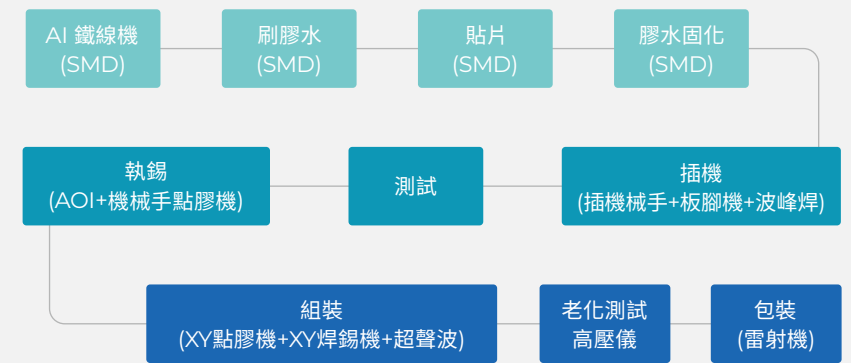 AI 鐵線機
(SMD)
刷膠水
(SMD)
貼片
(SMD)
膠水固化
(SMD)
插機
(插機械手+板腳機+波峰焊)
測試
執錫
(AOI+機械手點膠機)
組裝
(XY點膠機+XY焊錫機+超聲波)
老化測試
高壓儀
包裝
(雷射機)